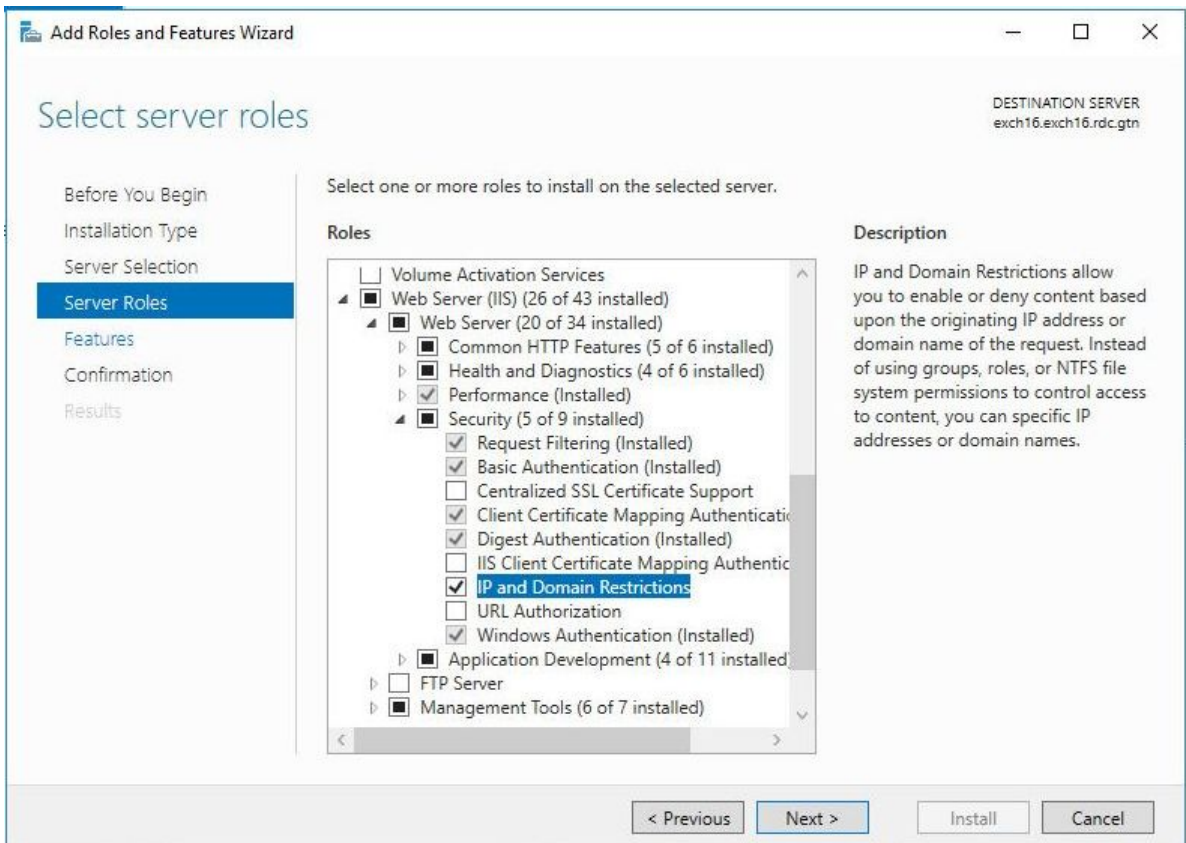 Add Roles and Features Wizard
Select server roles
DESTINATION SERVER
exch16.exch16.rdc.gtn
Before You Begin
Installation Type
Server Selection
Server Roles
Features
Confirmation
Results
Select one or more roles to install on the selected server.
Roles
Volume Activation Services
Web Server (IIS) (26 of 43 installed)
Web Server (20 of 34 installed)
Common HTTP Features (5 of 6 installed)
Health and Diagnostics (4 of 6 installed)
Performance (Installed)
Security (5 of 9 installed)
Request Filtering (Installed)
Basic Authentication (Installed)
Centralized SSL Certificate Support
Client Certificate Mapping Authenticatic
Digest Authentication (Installed)
IIS Client Certificate Mapping Authentic
IP and Domain Restrictions
URL Authorization
Windows Authentication (Installed)
Application Development (4 of 11 installed)
FTP Server
Management Tools (6 of 7 installed)
Description
IP and Domain Restrictions allow
you to enable or deny content based
upon the originating IP address or
domain name of the request. Instead
of using groups, roles, or NTFS file
system permissions to control access
to content, you can specific IP
addresses or domain names.
< Previous
Next >
Install
Cancel